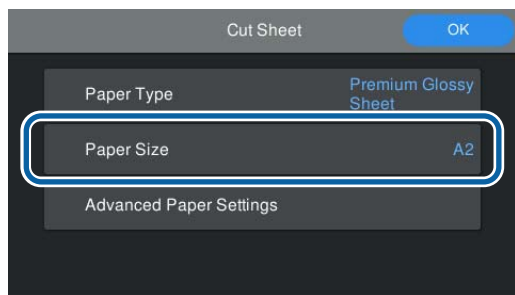 Cut Sheet
OK
Paper Type
Premium Glossy
Sheet
Paper Size
A2
Advanced Paper Settings